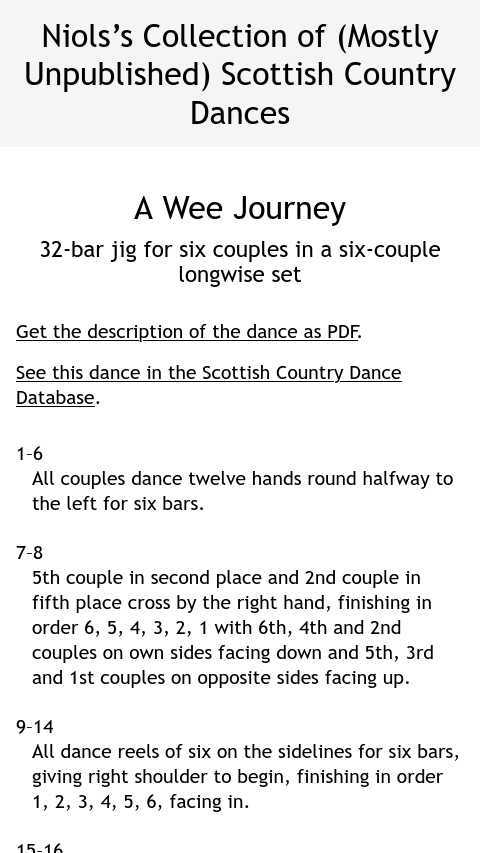 Niols’s Collection of (Mostly
Unpublished) Scottish Country
Dances
A Wee Journey
32-bar jig for six couples in a six-couple
longwise set
Get the description of the dance as PDF.
See this dance in the Scottish Country Dance
Database.
1–6
All couples dance twelve hands round halfway to
the left for six bars.
7–8
5th couple in second place and 2nd couple in
fifth place cross by the right hand, finishing in
order 6, 5, 4, 3, 2, 1 with 6th, 4th and 2nd
couples on own sides facing down and 5th, 3rd
and 1st couples on opposite sides facing up.
9–14
All dance reels of six on the sidelines for six bars,
giving right shoulder to begin, finishing in order
1, 2, 3, 4, 5, 6, facing in.
15–16